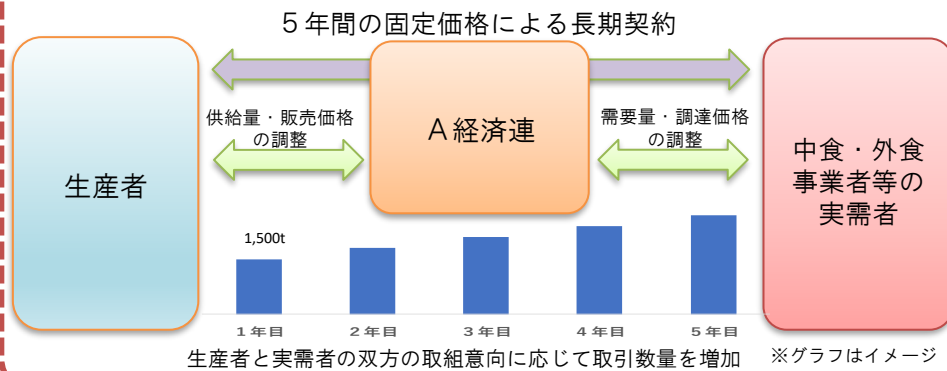 ５年間の固定価格による長期契約
生産者
供給量・販売価格
の調整
Ａ経済連
需要量・調達価格
の調整
中食・外食
事業者等の
実需者
1,500t
１年目
２年目
３年目
４年目
５年目
生産者と実需者の双方の取組意向に応じて取引数量を増加
※グラフはイメージ